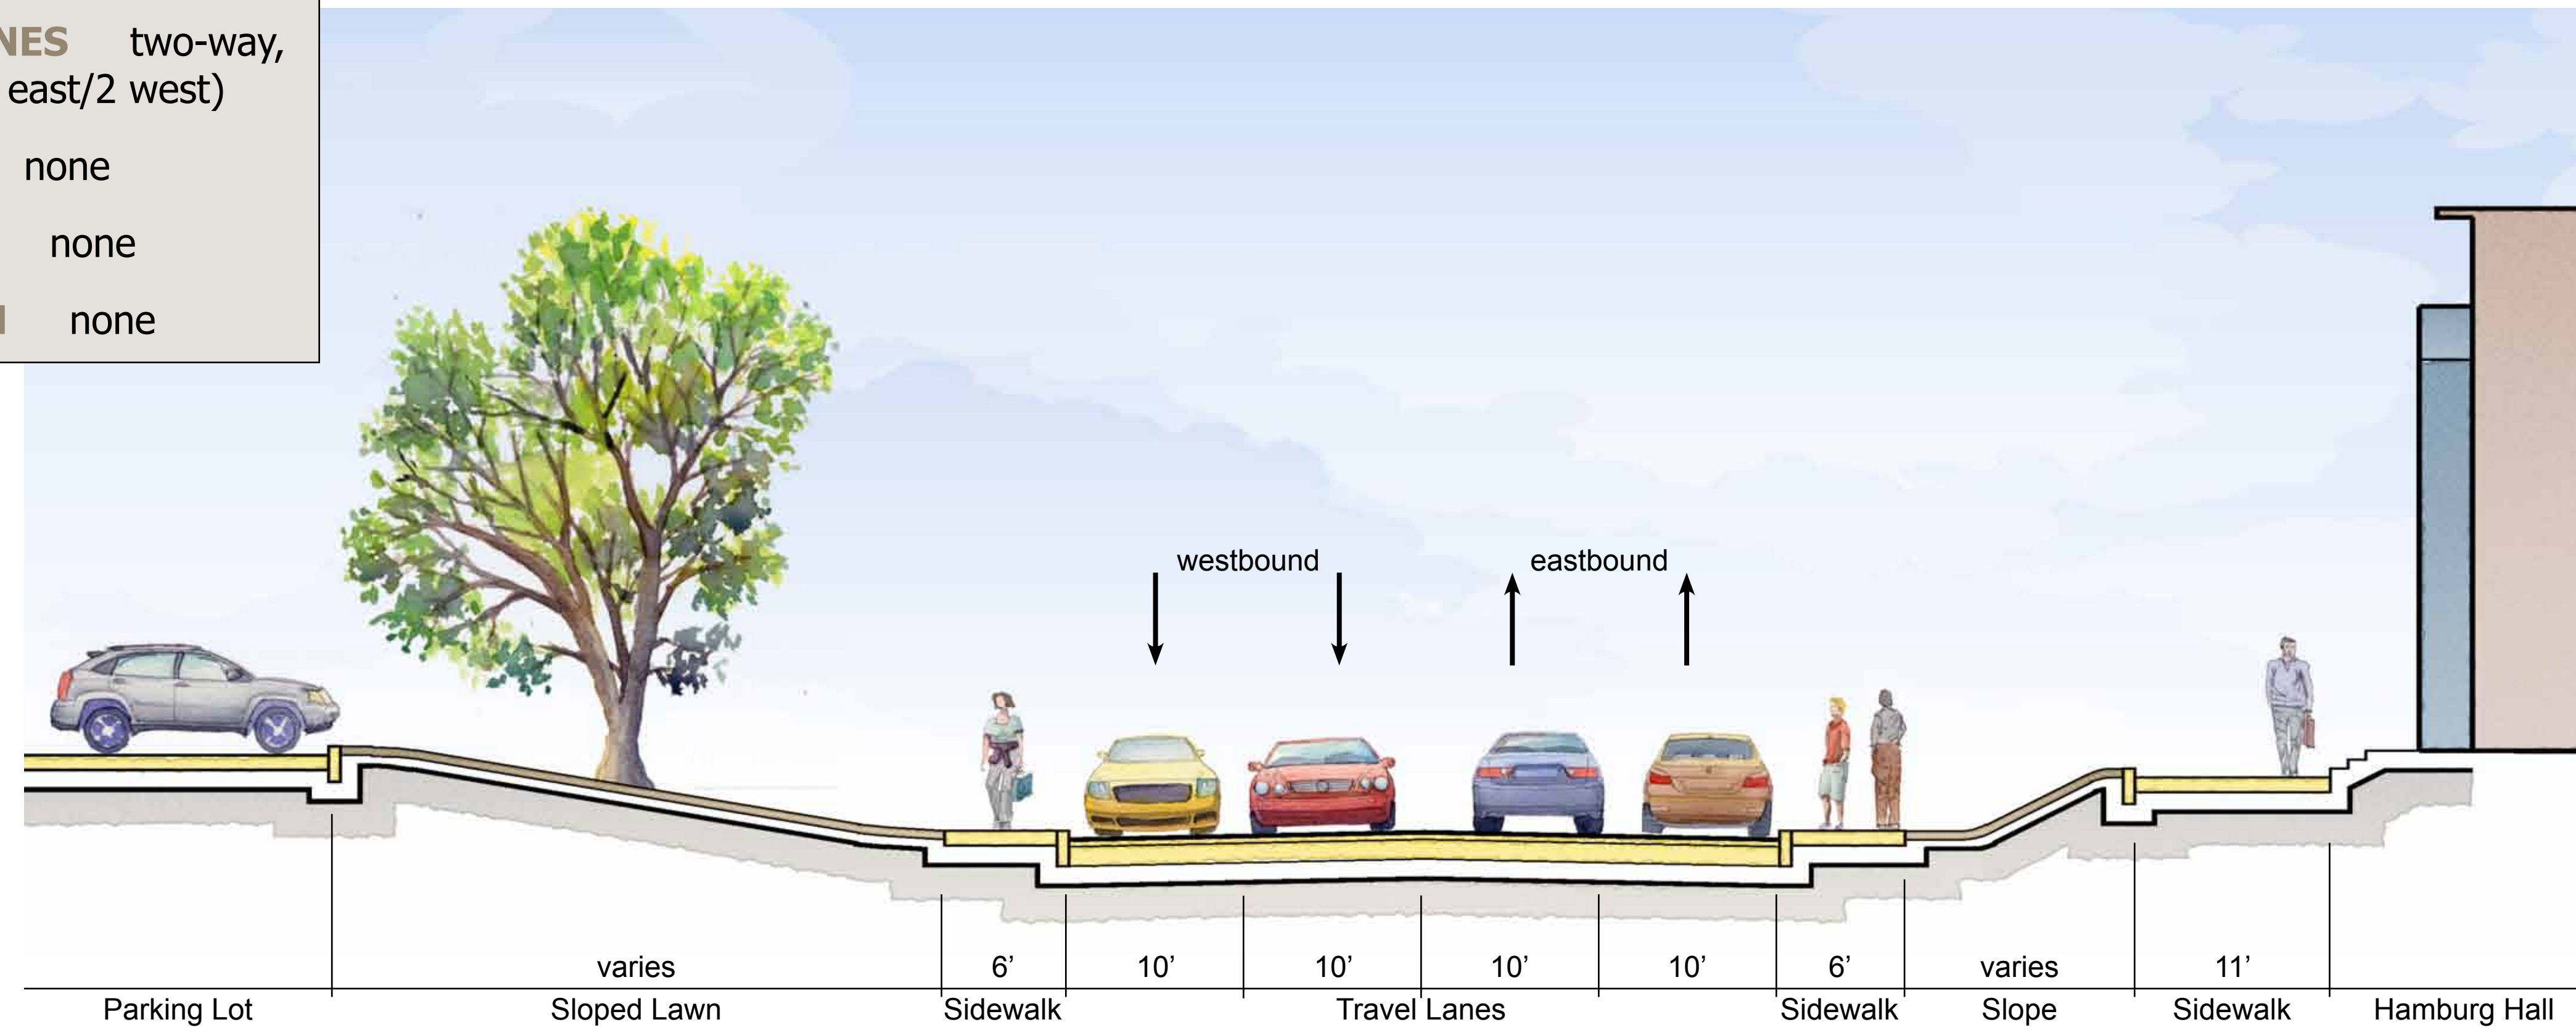 two-way,
east/2 west)
none
none
none
westbound eastbound
varies 6’ 10’ 10’ 10’ 10’ 6’ varies 11’
Parking Lot Sloped Lawn Sidewalk Travel Lanes Sidewalk Slope Sidewalk Hamburg Hall